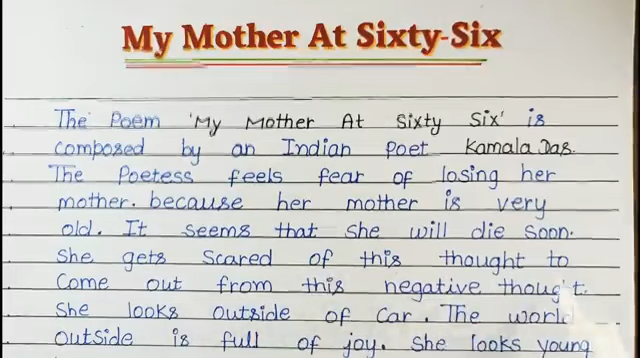 My Mother At Sixty-Six
The Poem 'My Mother At Sixty Six' is
composed by an Indian Poet Kamala Das.
The Poetess feels fear of losing her
mother. because her mother is very
old. It seems that she will die soon.
She gets scared of this thought to
Come out from this negative thought.
She looks outside of car. The world
outside is full of joy. She looks young